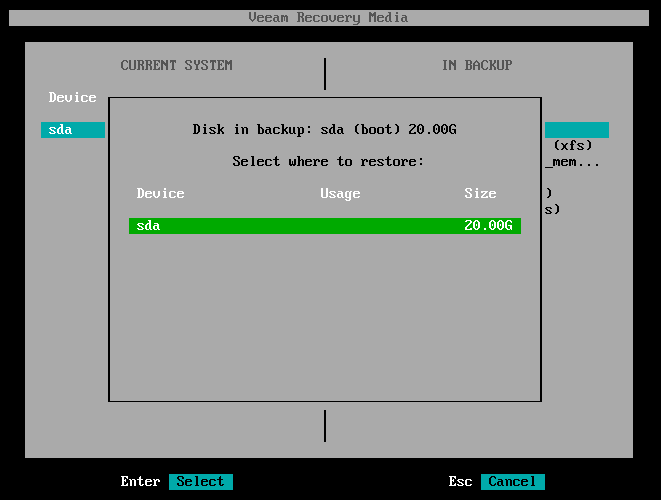 Veeam Recovery Media
CURRENT SYSTEM IN BACKUP
Device
Disk in backup: sda (boot) 20.00G
sda
(xfs)
Select where to restore:
_mem...
Device Usage Size
)
s)
sda 20.00G
Enter Select Esc Cancel